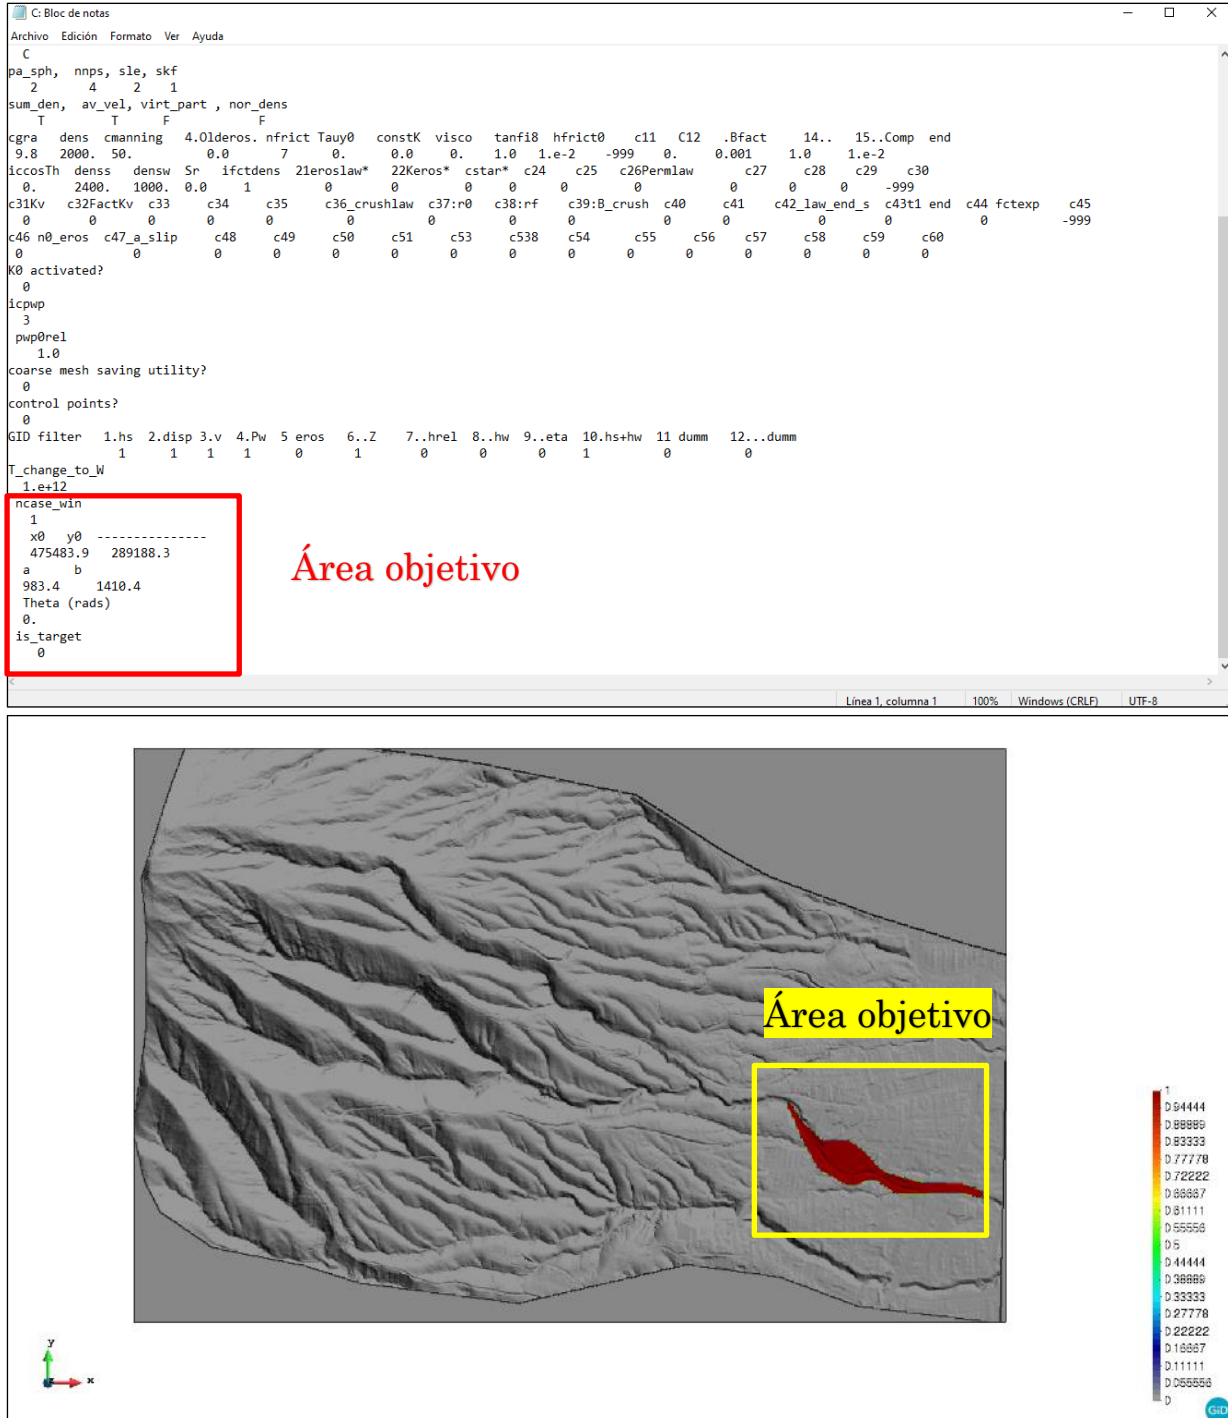 C: Bloc de notas
Archivo Edición Formato Ver Ayuda
C
pa_sph, nnps, sle, skf
2 4 2 1
sum_den, av_vel, virt_part , nor_dens
T T F F
cgra dens cmanning 4.Olderos. nfrict Tauy0 constK visco tanfi8 hfrict0 c11 C12 .Bfact 14.. 15..Comp end
9.8 2000. 50. 0.0 7 0. 0.0 0. 1.0 1.e-2 -999 0. 0.001 1.0 1.e-2
iccosTh denss densw Sr ifctdens 21eroslaw* 22Keros* cstar* c24 c25 c26Permlaw c27 c28 c29 c30
0. 2400. 1000. 0.0 1 0 0 0 0 0 0 0 0 -999
c31Kv c32FactKv c33 c34 c35 c36_crushlaw c37:r0 c38:rf c39:B_crush c40 c41 c42_law_end_s c43t1 end c44 fctexp c45
0 0 0 0 0 0 0 0 0 0 0 0 0 0 -999
c46 n0_eros c47_a_slip c48 c49 c50 c51 c53 c538 c54 c55 c56 c57 c58 c59 c60
0 0 0 0 0 0 0 0 0 0 0 0 0 0 0
K0 activated?
0
icpwp
3
pwp0rel
1.0
coarse mesh saving utility?
0
control points?
0
GID filter 1.hs 2.disp 3.v 4.Pw 5 eros 6..Z 7..hrel 8..hw 9..eta 10.hs+hw 11 dumm 12...dumm
1 1 1 1 0 1 0 0 0 1 0 0
T_change_to_W
1.e+12
ncase_win
1
x0 y0 ---------------
475483.9 289188.3
a b
983.4 1410.4
Theta (rads)
0.
is_target
0
Área objetivo
Línea 1, columna 1 100% Windows (CRLF) UTF-8
Área objetivo
1
0.94444
0.88889
0.83333
0.77778
0.72222
0.66667
0.61111
0.55556
0.5
0.44444
0.38889
0.33333
0.27778
0.22222
0.16667
0.11111
0.055556
0
y
z x
GiD